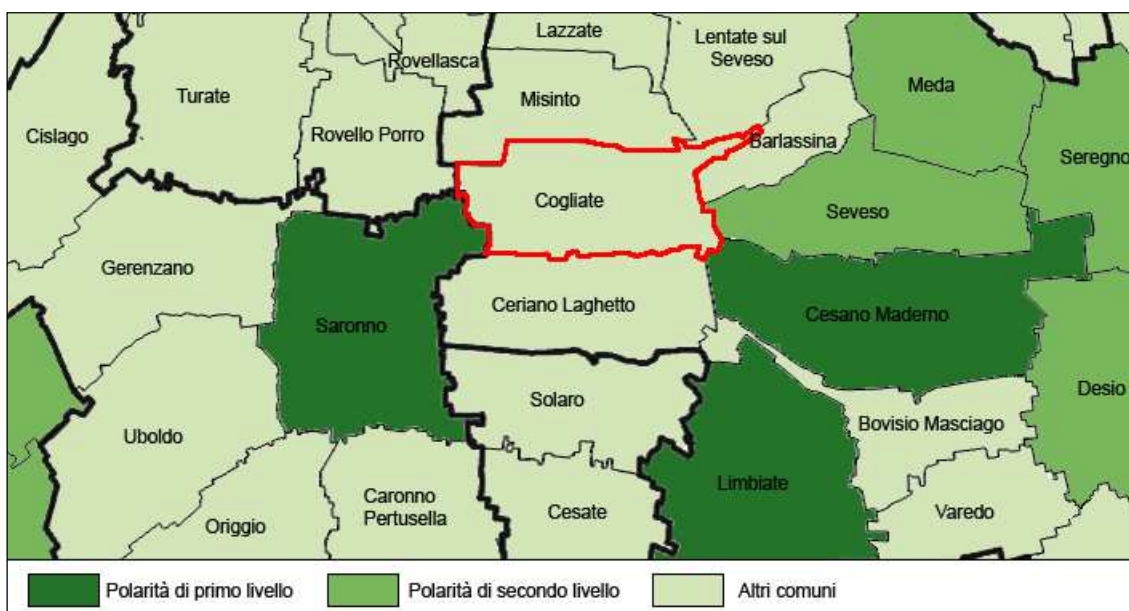 Lazzate
Lentate sul
Seveso
Rovellasca
Meda
Turate
Misinto
Cislago
Rovello Porro
Barlassina
Seregno
Cogliate
Seveso
Gerenzano
Ceriano Laghetto
Saronno
Cesano Maderno
Desio
Solaro
Uboldo
Bovisio Masciago
Limbiate
Caronno
Pertusella
Origgio
Cesate
Varedo
Polarità di primo livello
Polarità di secondo livello
Altri comuni